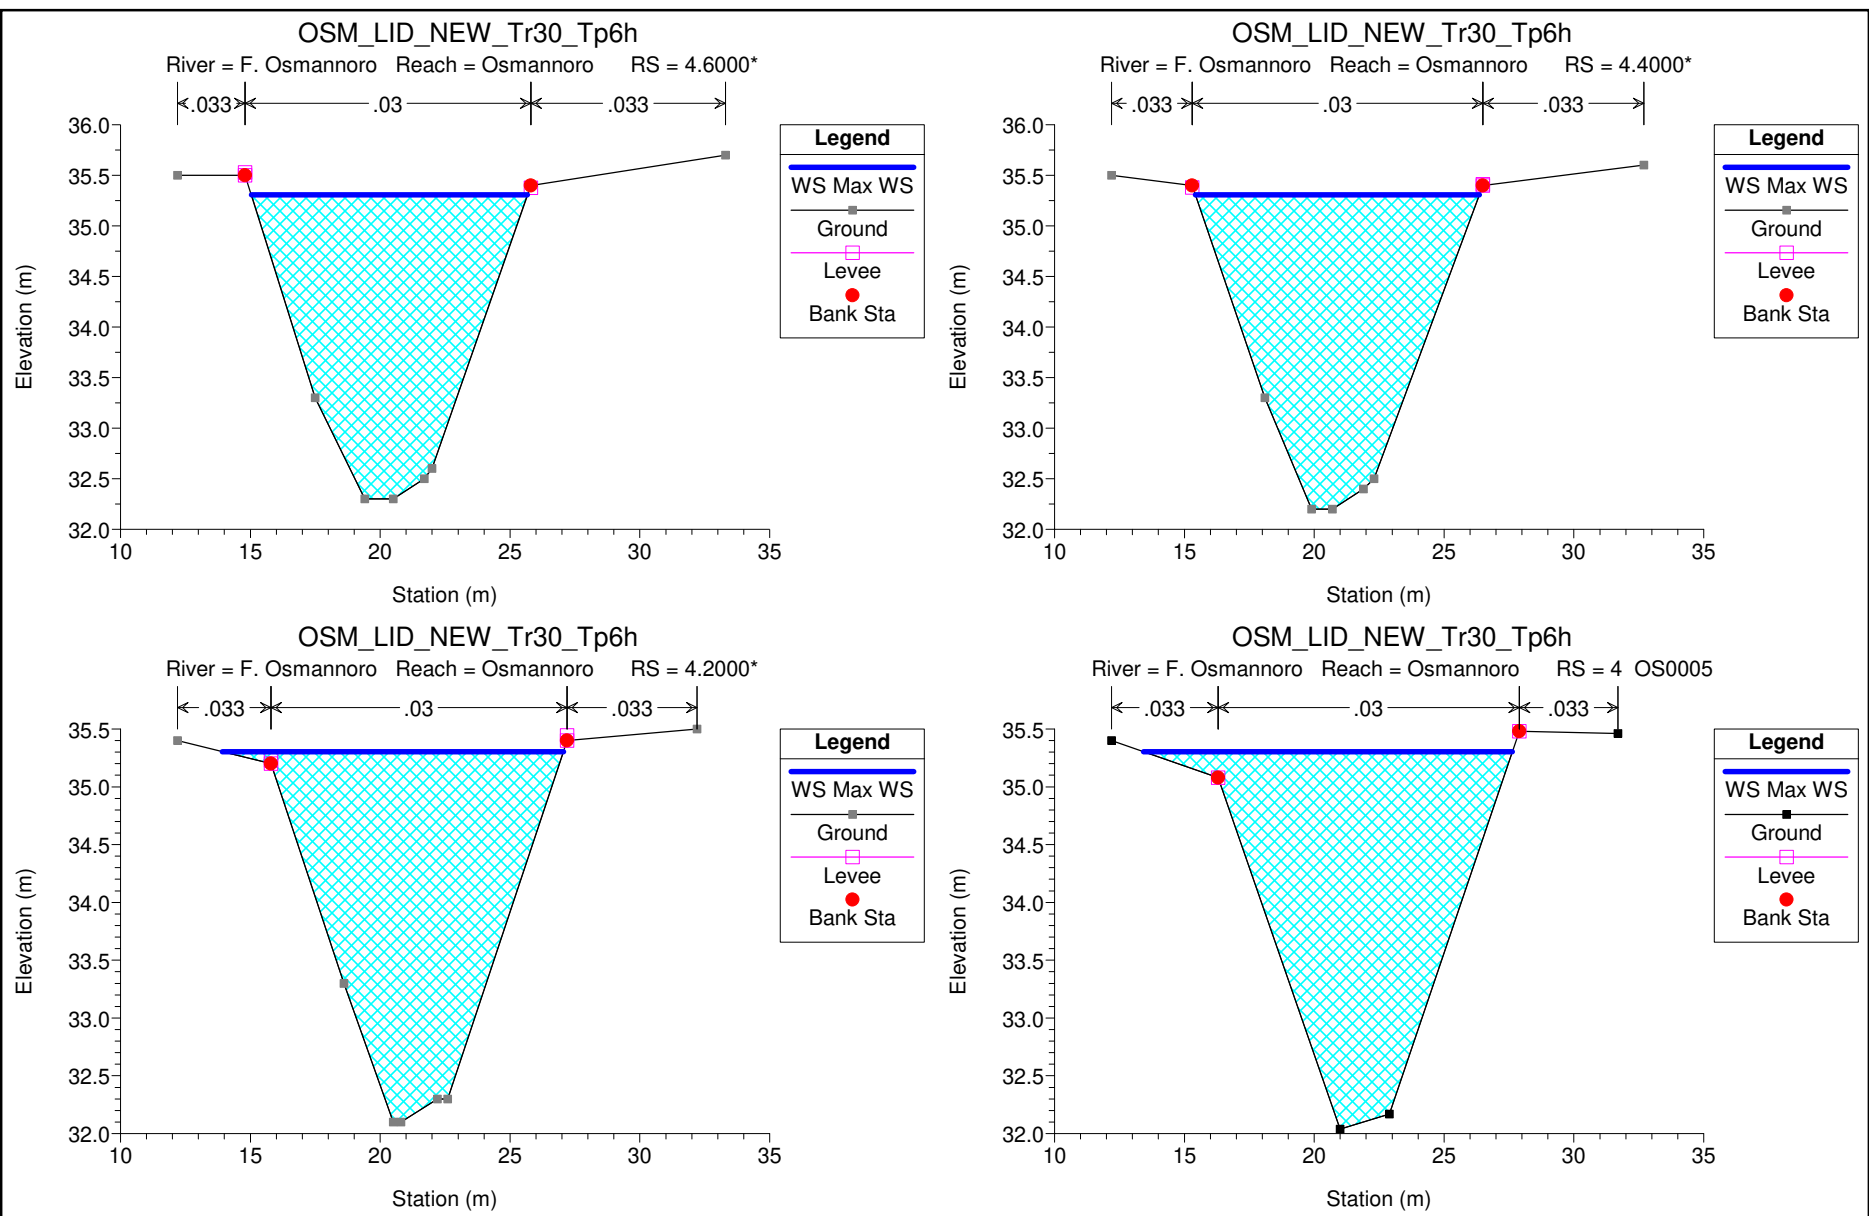 OSM_LID_NEW_Tr30_Tp6h
River = F. Osmannoro Reach = Osmannoro RS = 4.6000*
.033 .03 .033
36.0
35.5
35.0
34.5
34.0
33.5
33.0
32.5
32.0
10 15 20 25 30 35
Station (m)
Elevation (m)
Legend
WS Max WS
Ground
Levee
Bank Sta
OSM_LID_NEW_Tr30_Tp6h
River = F. Osmannoro Reach = Osmannoro RS = 4.4000*
.033 .03 .033
36.0
35.5
35.0
34.5
34.0
33.5
33.0
32.5
32.0
10 15 20 25 30 35
Station (m)
Elevation (m)
Legend
WS Max WS
Ground
Levee
Bank Sta
OSM_LID_NEW_Tr30_Tp6h
River = F. Osmannoro Reach = Osmannoro RS = 4.2000*
.033 .03 .033
35.5
35.0
34.5
34.0
33.5
33.0
32.5
32.0
10 15 20 25 30 35
Station (m)
Elevation (m)
Legend
WS Max WS
Ground
Levee
Bank Sta
OSM_LID_NEW_Tr30_Tp6h
River = F. Osmannoro Reach = Osmannoro RS = 4 OS0005
.033 .03 .033
35.5
35.0
34.5
34.0
33.5
33.0
32.5
32.0
10 15 20 25 30 35
Station (m)
Elevation (m)
Legend
WS Max WS
Ground
Levee
Bank Sta